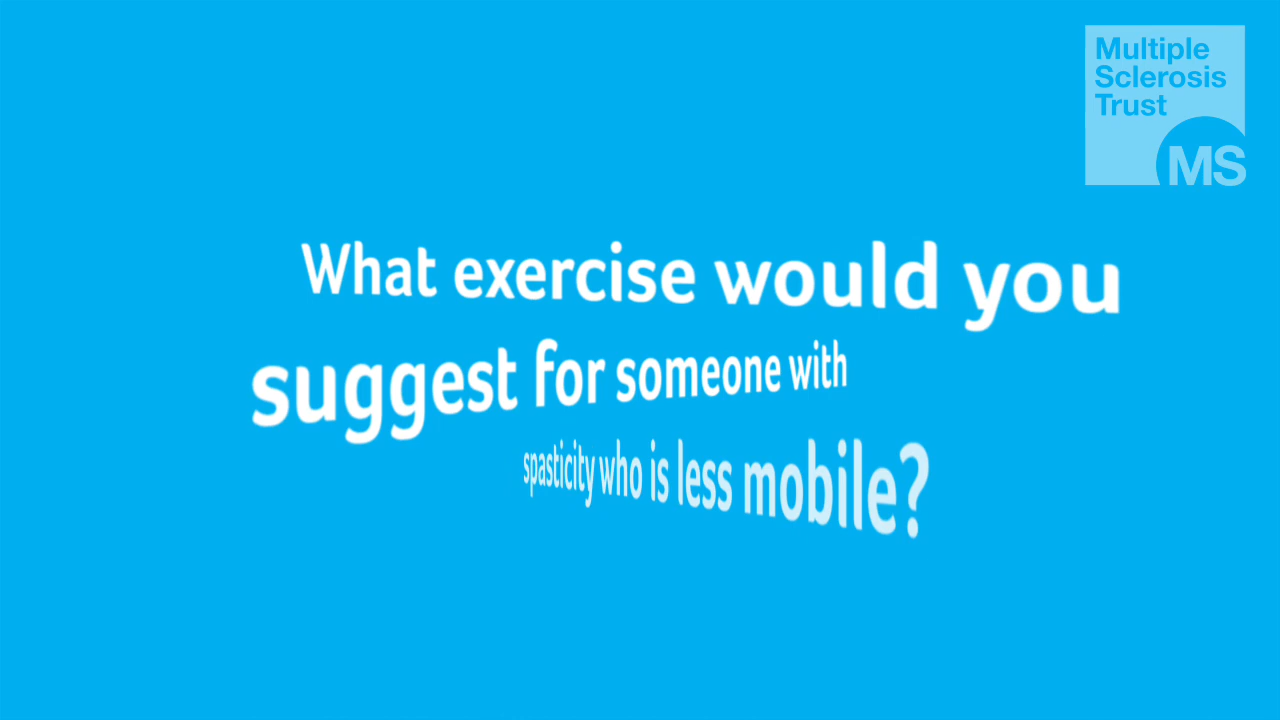 Multiple
Sclerosis
Trust
MS
What exercise would you
suggest for someone with
spasticity who is less mobile?